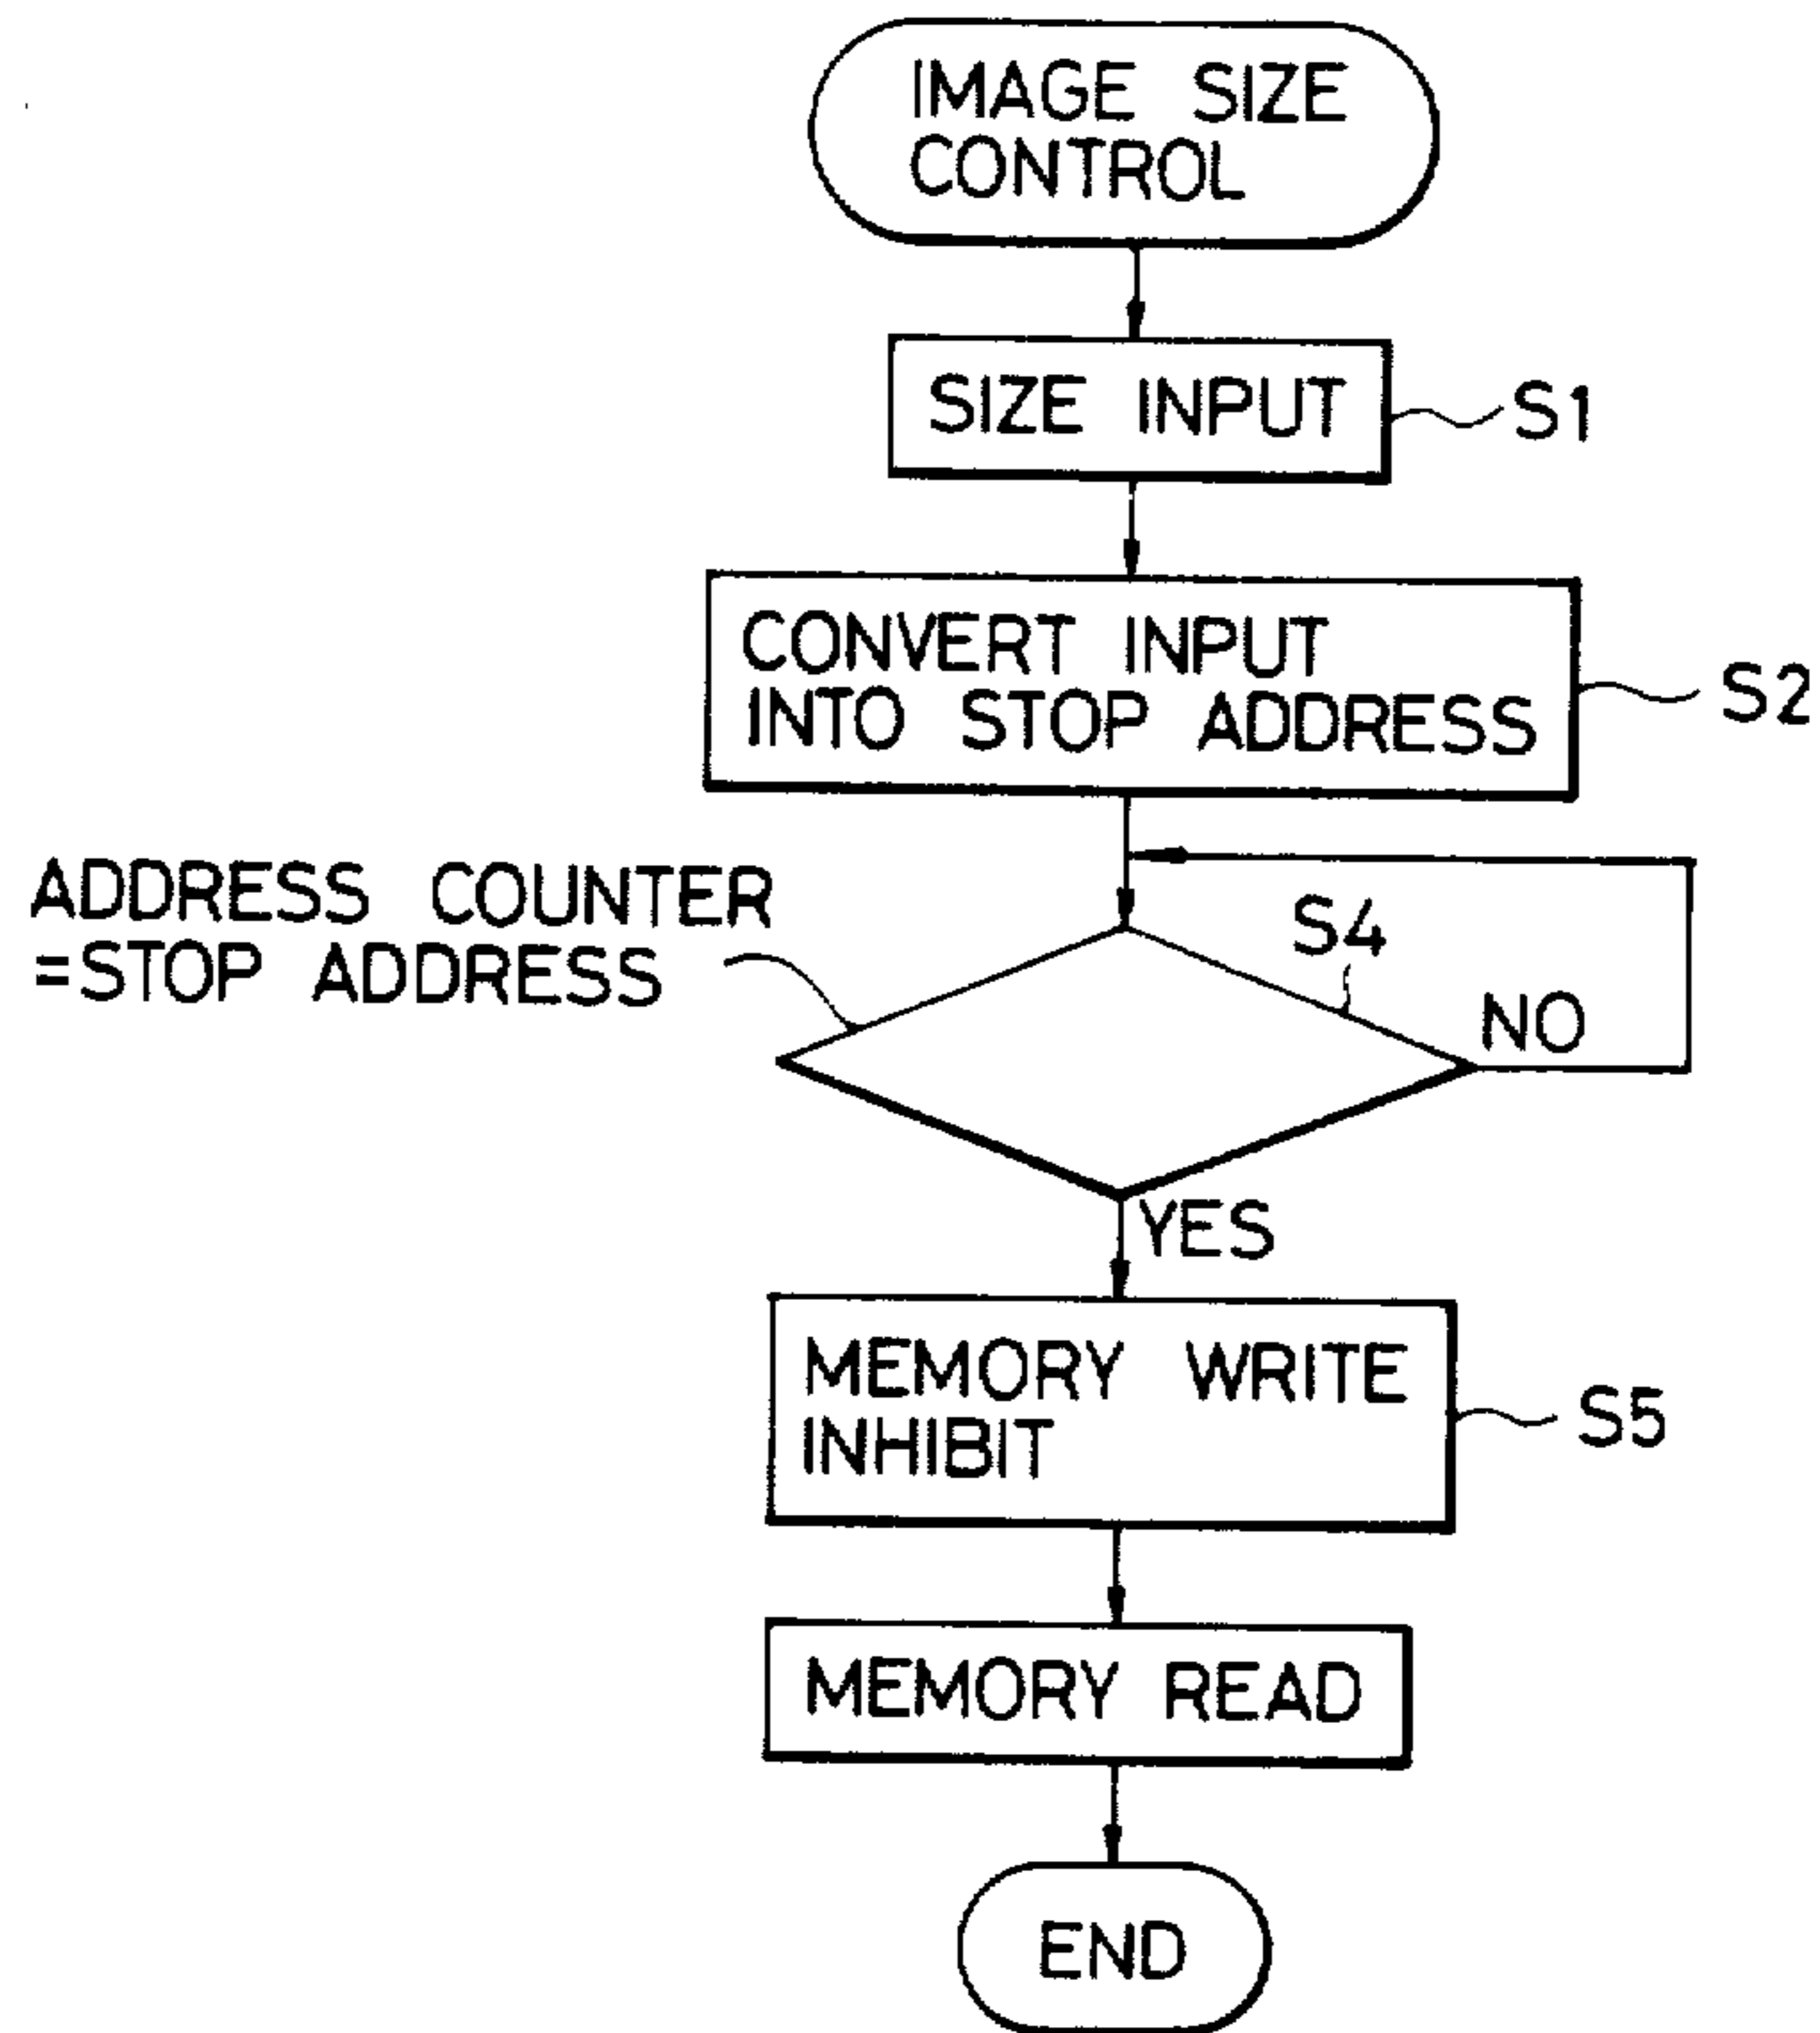 IMAGE SIZE
CONTROL
SIZE INPUT
S1
CONVERT INPUT
INTO STOP ADDRESS
S2
ADDRESS COUNTER
=STOP ADDRESS
S4
NO
YES
MEMORY WRITE
INHIBIT
S5
MEMORY READ
END